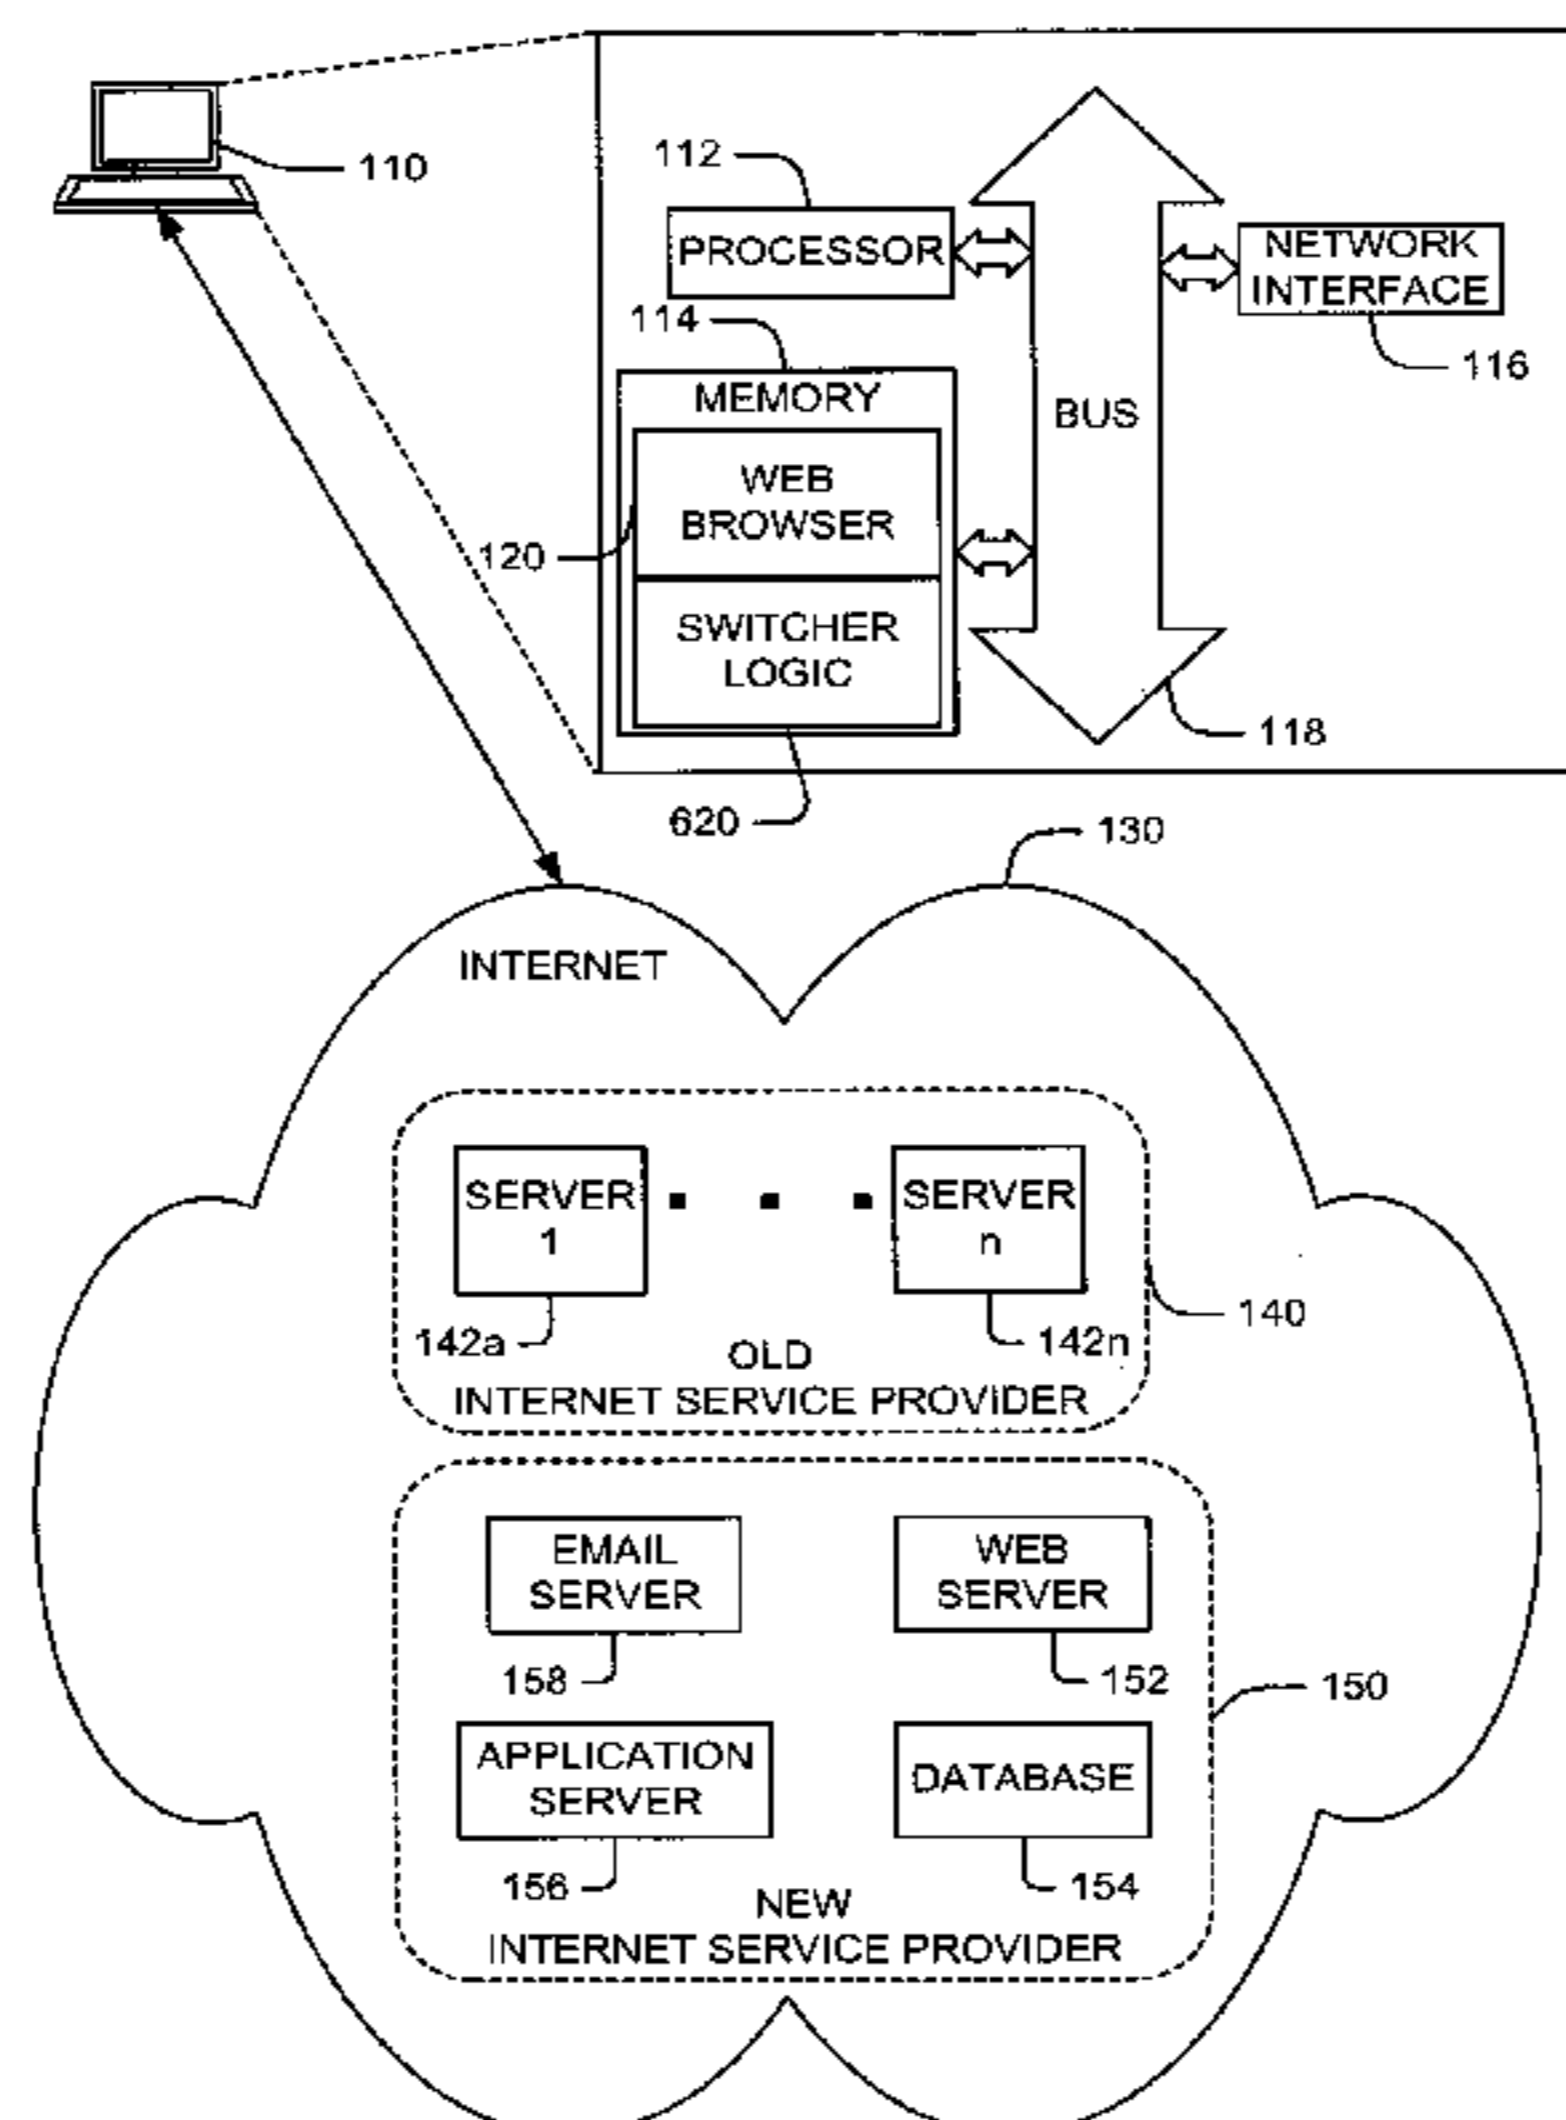 110
112
PROCESSOR
NETWORK
INTERFACE
116
114
MEMORY
BUS
WEB
BROWSER
120
SWITCHER
LOGIC
118
620
130
INTERNET
SERVER
1
SERVER
n
142a
142n
140
OLD
INTERNET SERVICE PROVIDER
EMAIL
SERVER
WEB
SERVER
158
152
150
APPLICATION
SERVER
DATABASE
156
154
NEW
INTERNET SERVICE PROVIDER